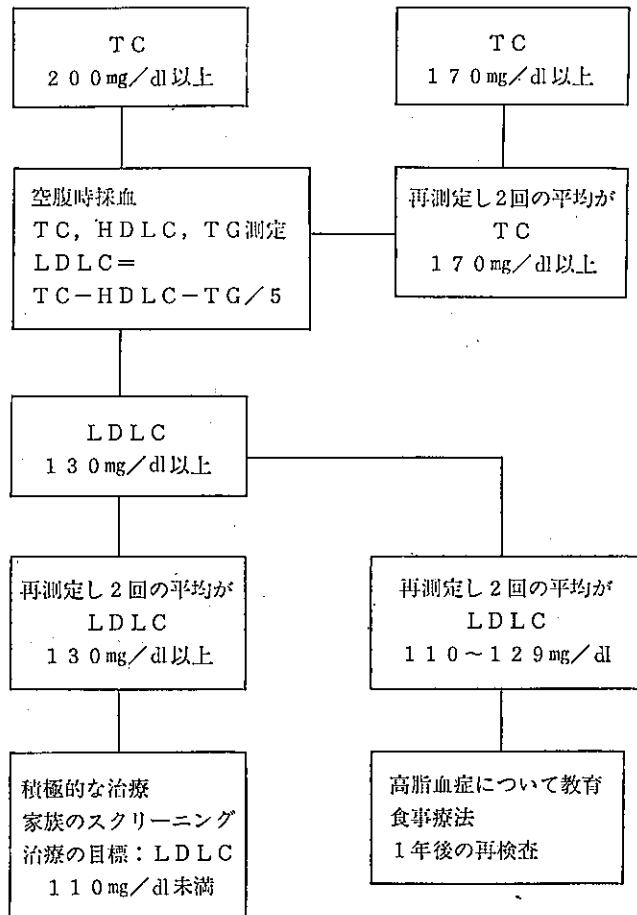 TC
200mg/dl以上
TC
170mg/dl以上
空腹時採血
TC,HDLC,TG測定
LDLC=
TC-HDLC-TG/5
再測定し2回の平均が
TC
170mg/dl以上
LDLC
130mg/dl以上
再測定し2回の平均が
LDLC
130mg/dl以上
再測定し2回の平均が
LDLC
110~129mg/dl
積極的な治療
家族のスクリーニング
治療の目標:LDLC
110mg/dl未満
高脂血症について教育
食事療法
1年後の再検査